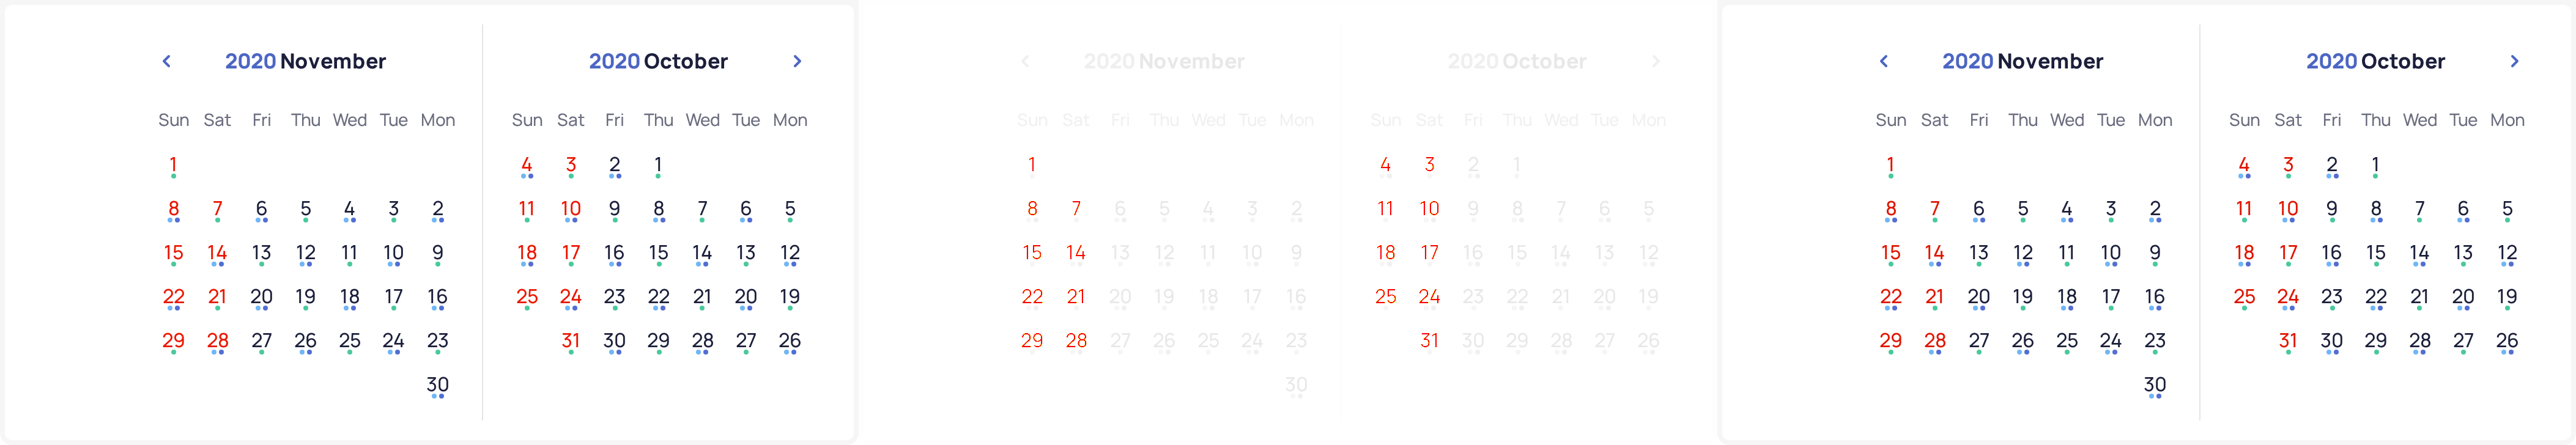 2020 November
Sun Sat Fri Thu Wed Tue Mon
1
8 7 6 5 4 3 2
15 14 13 12 11 10 9
22 21 20 19 18 17 16
29 28 27 26 25 24 23
30
2020 October
Sun Sat Fri Thu Wed Tue Mon
4 3 2 1
11 10 9 8 7 6 5
18 17 16 15 14 13 12
25 24 23 22 21 20 19
31 30 29 28 27 26
2020 November
Sun Sat Fri Thu Wed Tue Mon
1
8 7 6 5 4 3 2
15 14 13 12 11 10 9
22 21 20 19 18 17 16
29 28 27 26 25 24 23
30
2020 October
Sun Sat Fri Thu Wed Tue Mon
4 3 2 1
11 10 9 8 7 6 5
18 17 16 15 14 13 12
25 24 23 22 21 20 19
31 30 29 28 27 26
2020 November
Sun Sat Fri Thu Wed Tue Mon
1
8 7 6 5 4 3 2
15 14 13 12 11 10 9
22 21 20 19 18 17 16
29 28 27 26 25 24 23
30
2020 October
Sun Sat Fri Thu Wed Tue Mon
4 3 2 1
11 10 9 8 7 6 5
18 17 16 15 14 13 12
25 24 23 22 21 20 19
31 30 29 28 27 26